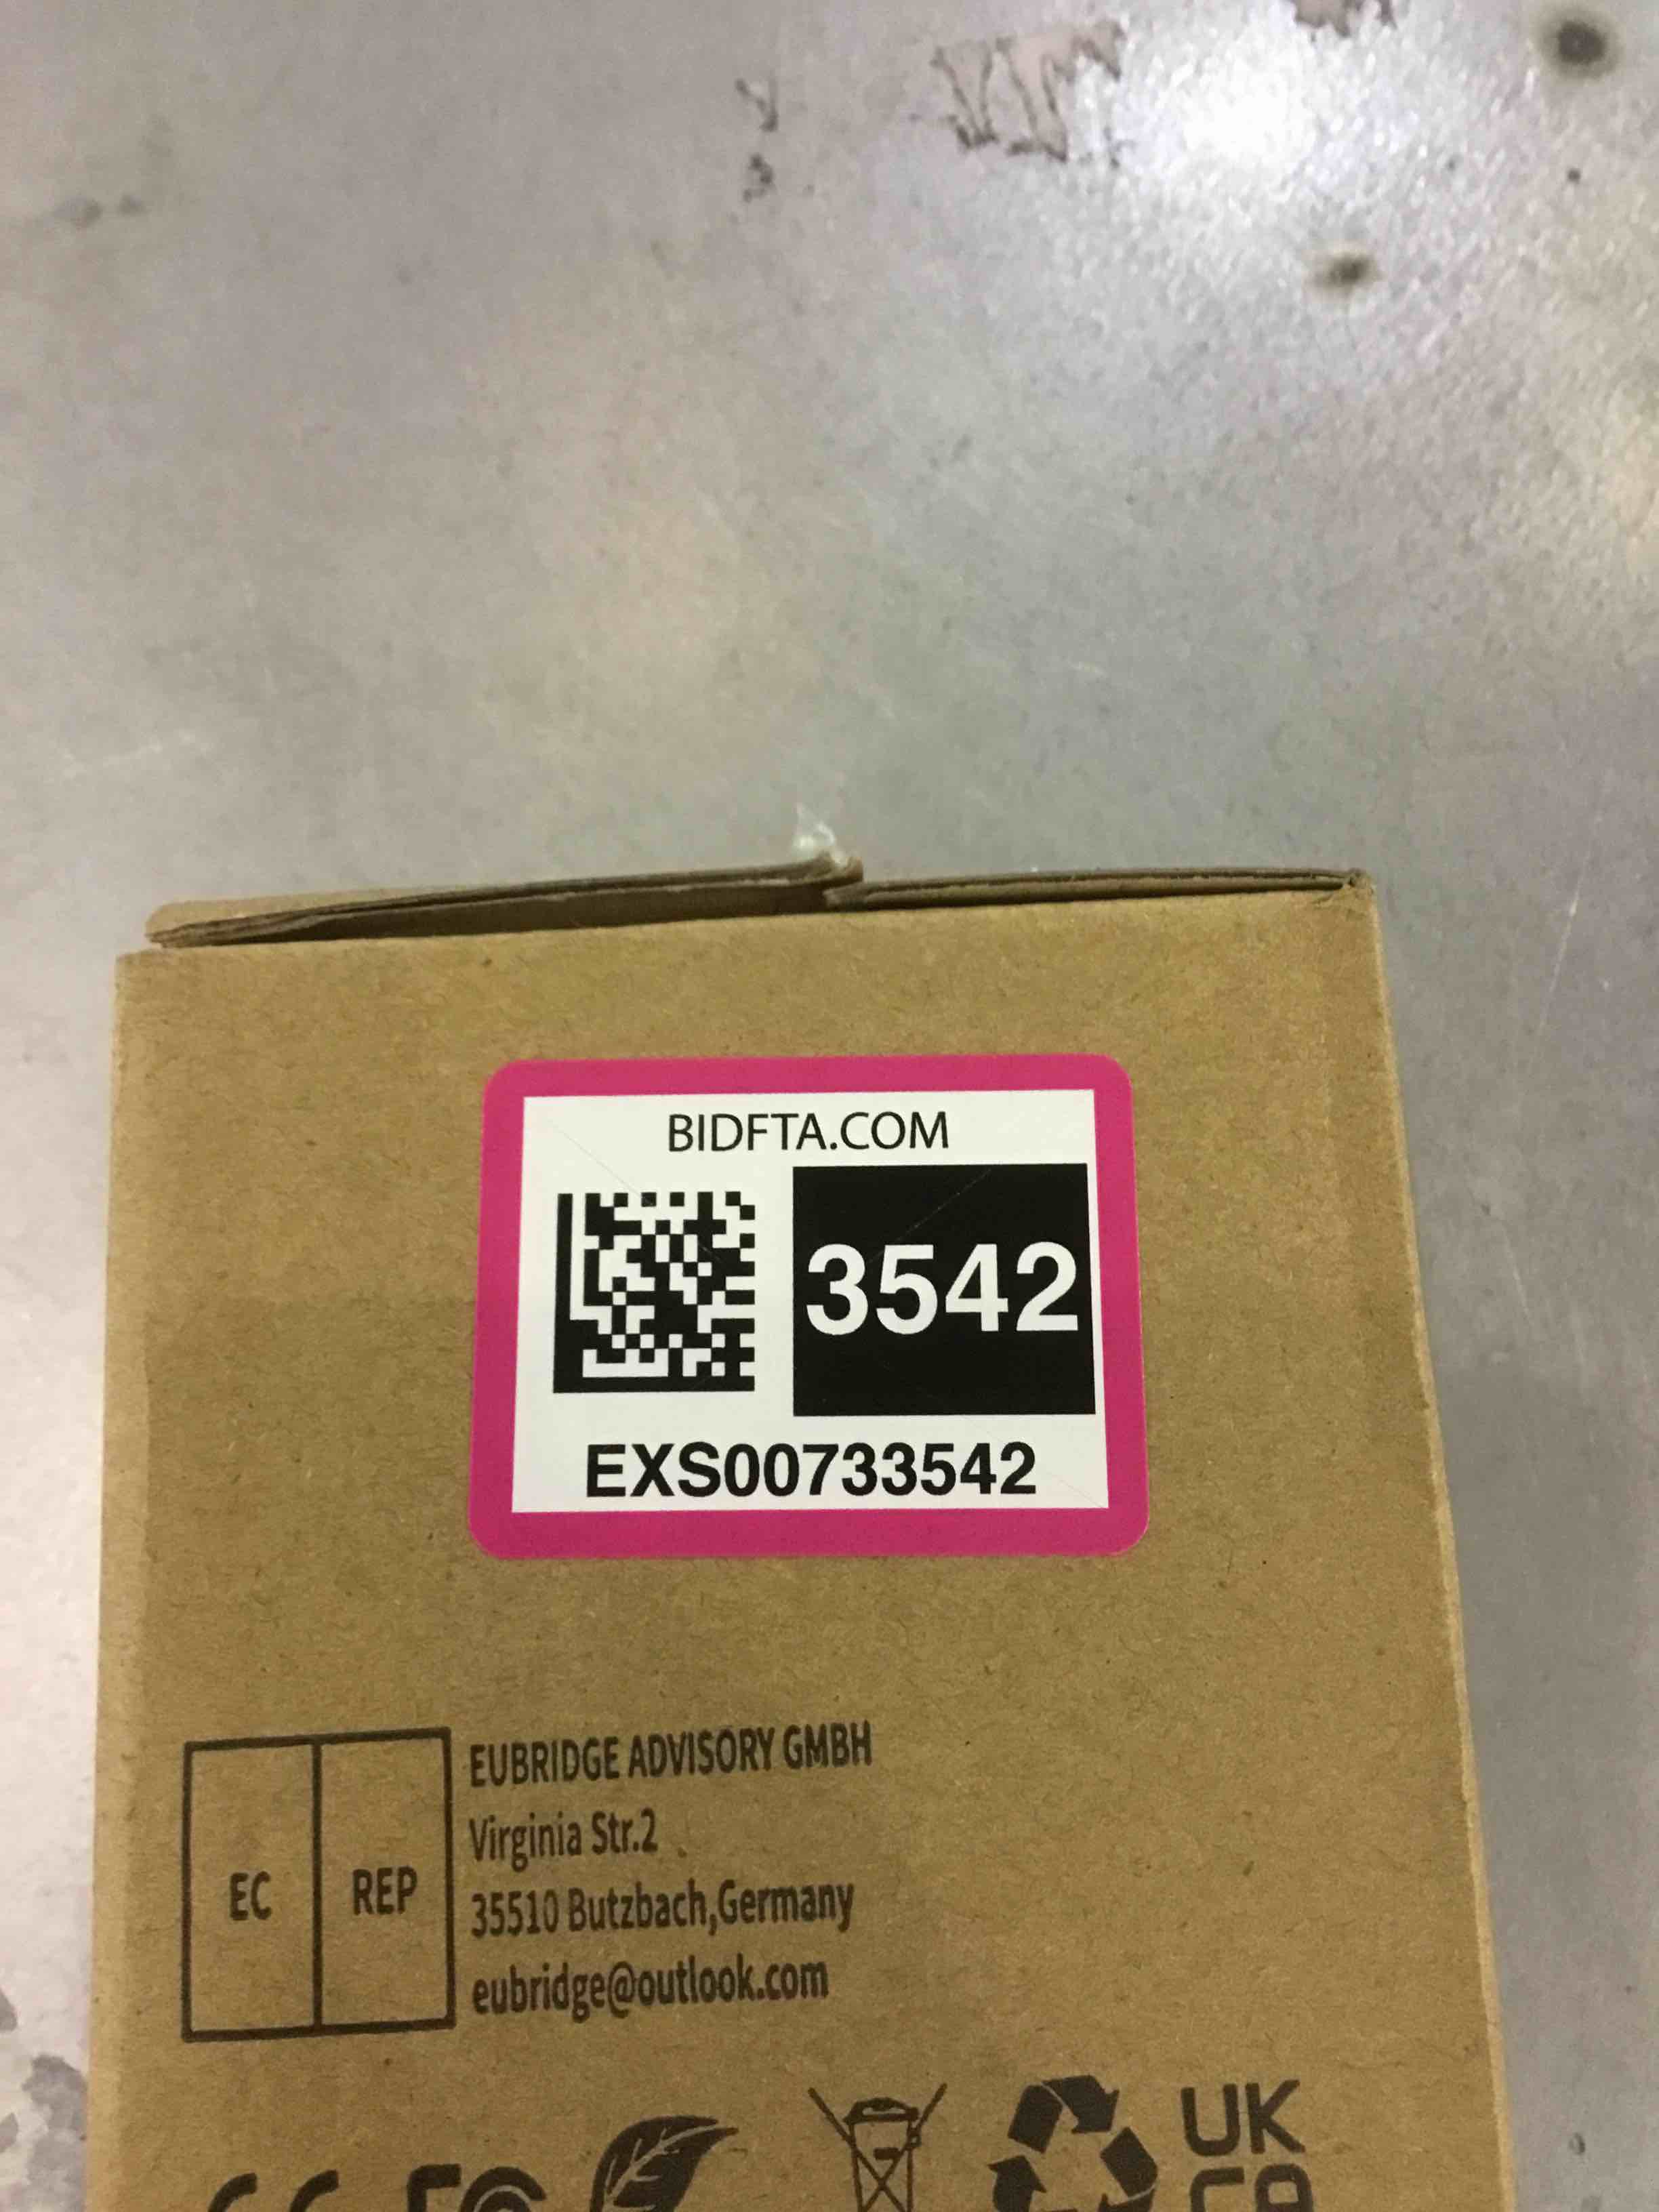 BIDFTA.COM
3542
EXS00733542
EC REP
EUBRIDGE ADVISORY GMBH
Virginia Str.2
35510 Butzbach,Germany
eubridge@outlook.com
UK
CA